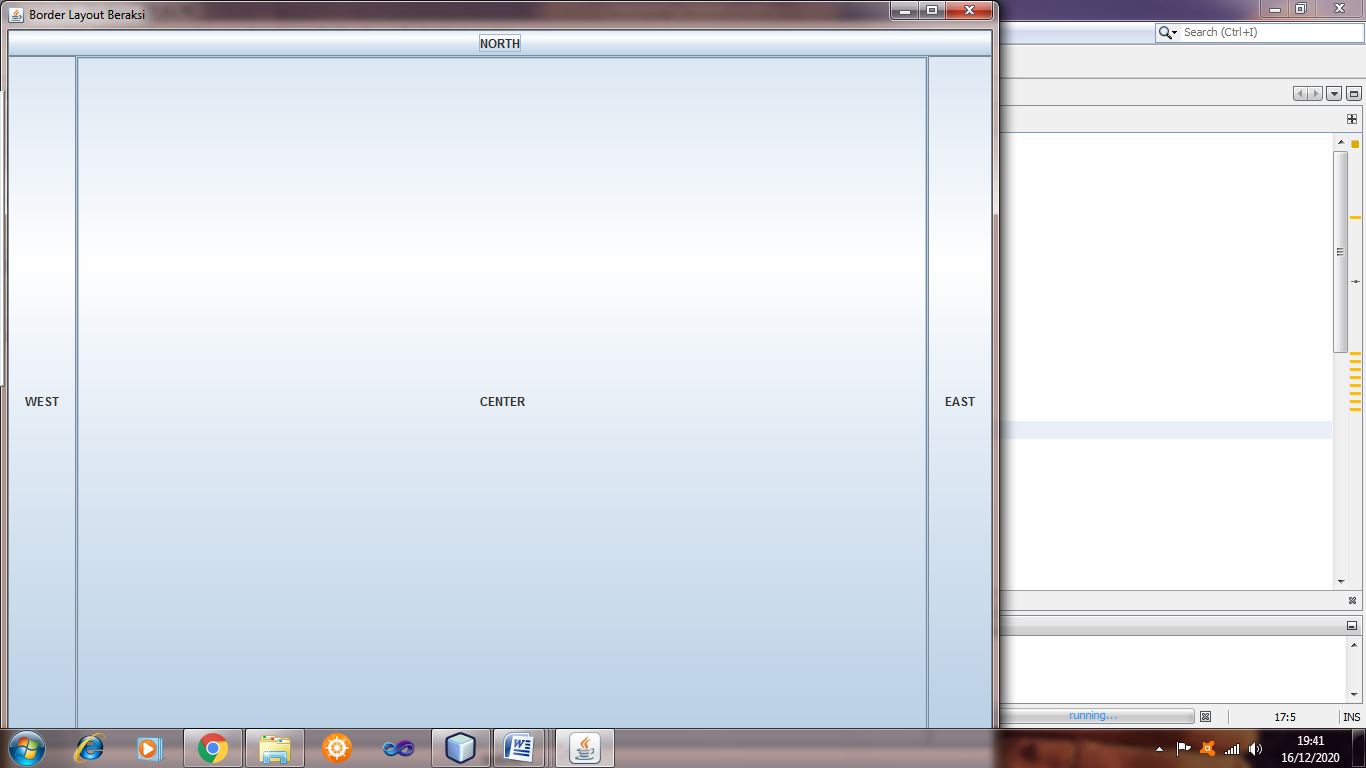 Border Layout Beraksi
NORTH
Search (Ctrl+I)
WEST
CENTER
EAST
running...
17:5
INS
19:41
16/12/2020